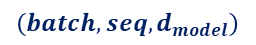 (batch, seq, d_model)